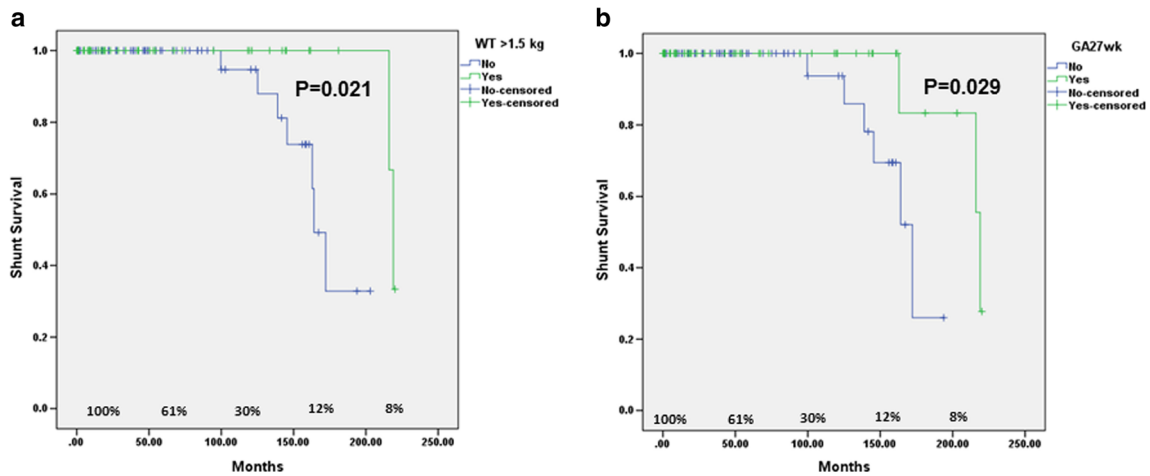 a
WT >1.5 kg
No
Yes
No-censored
Yes-censored
P=0.021
Shunt Survival
1.0
0.8
0.6
0.4
0.2
0.0
100% 61% 30% 12% 8%
.00 50.00 100.00 150.00 200.00 250.00
Months
b
GA27wk
No
Yes
No-censored
Yes-censored
P=0.029
Shunt Survival
1.0
0.8
0.6
0.4
0.2
0.0
100% 61% 30% 12% 8%
.00 50.00 100.00 150.00 200.00 250.00
Months